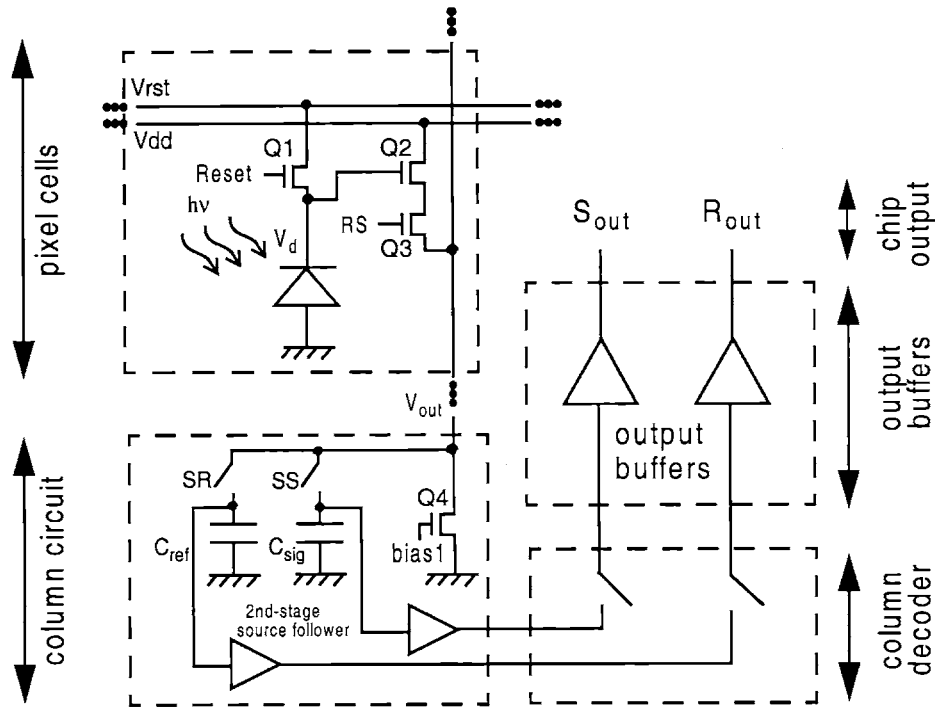 pixel cells
Vrst
Vdd
Q1
Q2
Reset
hν
V_d
RS
Q3
S_out
R_out
chip output
output buffers
output
buffers
V_out
column circuit
SR
SS
Q4
C_ref
C_sig
bias1
2nd-stage
source follower
column decoder